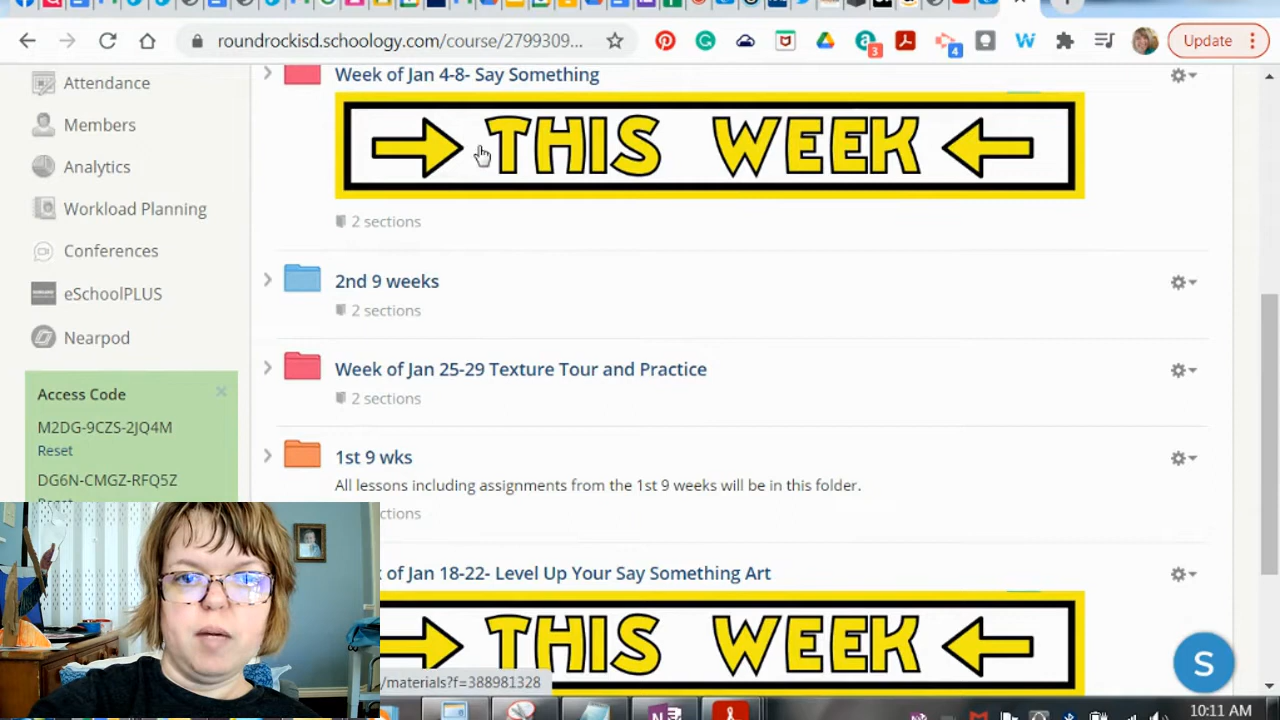 roundrockisd.schoology.com/course/2799309...
3
4
W
Update
Attendance
Members
Analytics
Workload Planning
Conferences
eSchoolPLUS
Nearpod
Access Code
M2DG-9CZS-2JQ4M
Reset
DG6N-CMGZ-RFQ5Z
Week of Jan 4-8- Say Something
THIS WEEK
2 sections
2nd 9 weeks
2 sections
Week of Jan 25-29 Texture Tour and Practice
2 sections
1st 9 wks
All lessons including assignments from the 1st 9 weeks will be in this folder.
ctions
of Jan 18-22- Level Up Your Say Something Art
THIS WEEK
/materials?f=388981328
S
10:11 AM